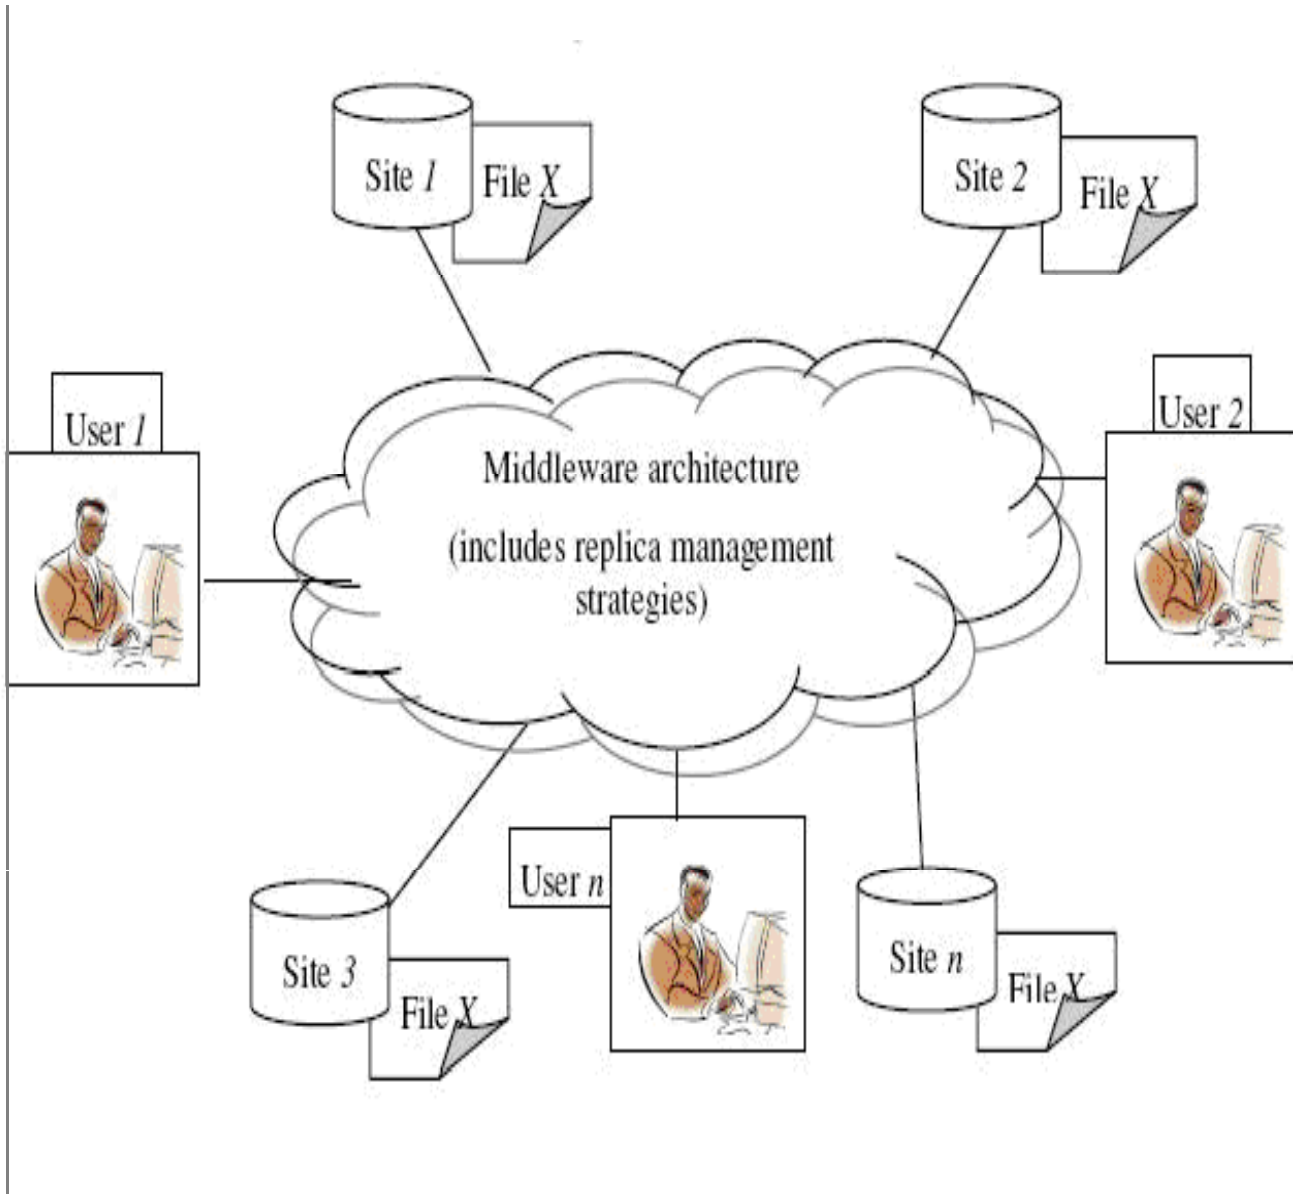 Site 1
File X
Site 2
File X
User 1
User 2
Middleware architecture
(includes replica management
strategies)
User n
Site 3
File X
Site n
File X